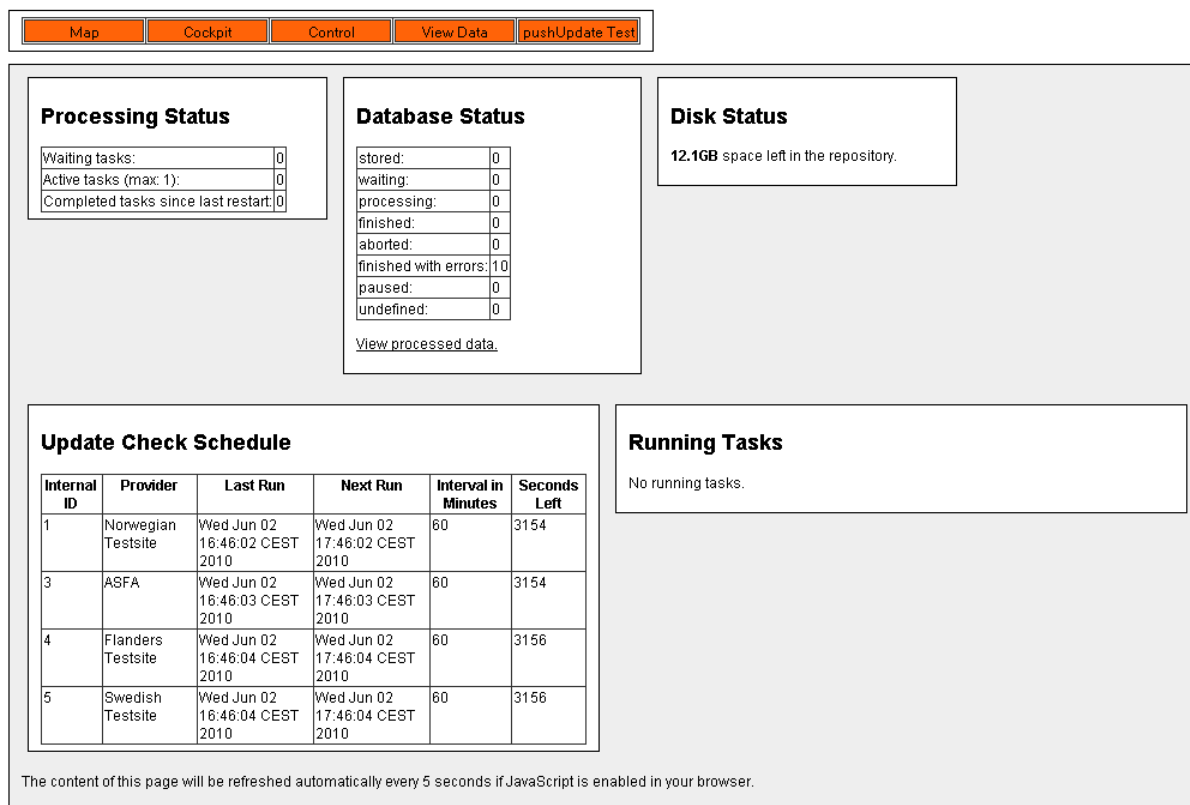 Map Cockpit Control View Data pushUpdate Test
Processing Status
Waiting tasks: 0
Active tasks (max: 1): 0
Completed tasks since last restart: 0
Database Status
stored: 0
waiting: 0
processing: 0
finished: 0
aborted: 0
finished with errors: 10
paused: 0
undefined: 0
View processed data.
Disk Status
12.1GB space left in the repository.
Update Check Schedule
Internal Provider Last Run Next Run Interval in Seconds
ID Minutes Left
1 Norwegian Wed Jun 02 Wed Jun 02 60 3154
Testsite 16:46:02 CEST 17:46:02 CEST
2010 2010
3 ASFA Wed Jun 02 Wed Jun 02 60 3154
16:46:03 CEST 17:46:03 CEST
2010 2010
4 Flanders Wed Jun 02 Wed Jun 02 60 3156
Testsite 16:46:04 CEST 17:46:04 CEST
2010 2010
5 Swedish Wed Jun 02 Wed Jun 02 60 3156
Testsite 16:46:04 CEST 17:46:04 CEST
2010 2010
Running Tasks
No running tasks.
The content of this page will be refreshed automatically every 5 seconds if JavaScript is enabled in your browser.